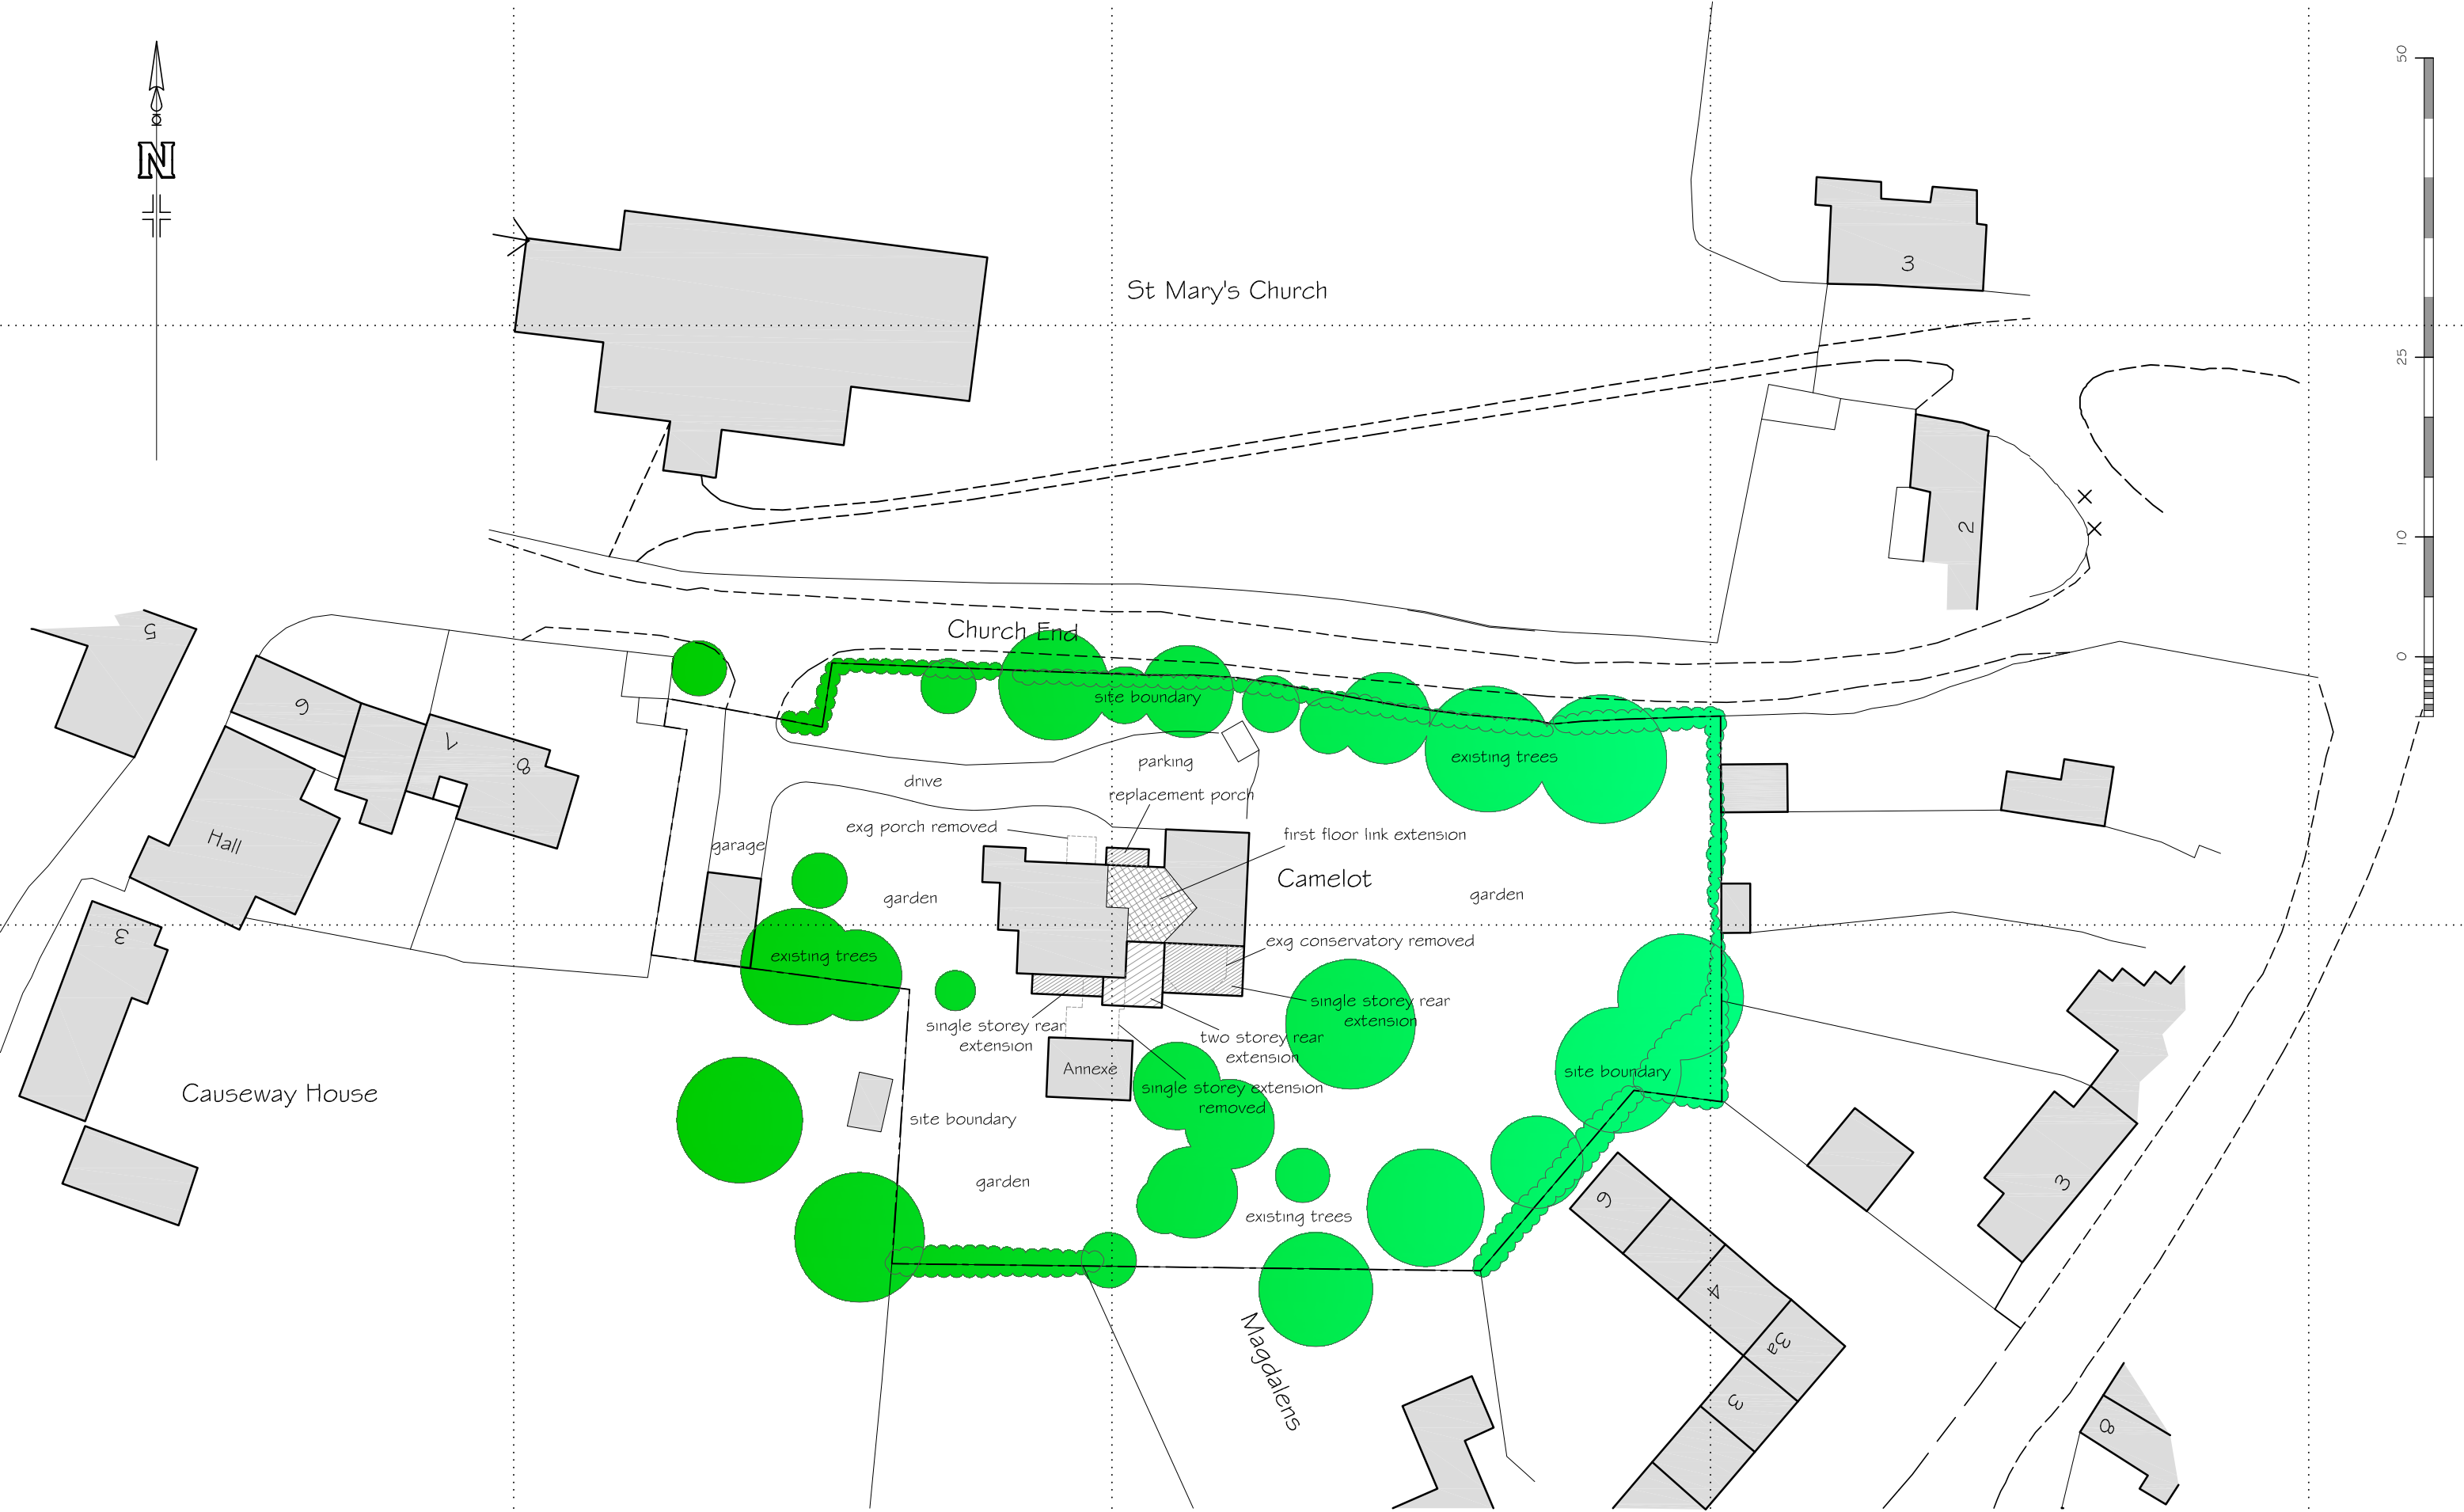 N
50
25
10
0
St Mary's Church
3
2
Church End
site boundary
existing trees
parking
drive
replacement porch
exg porch removed
first floor link extension
garage
Camelot
garden
garden
exg conservatory removed
existing trees
single storey rear
extension
single storey rear
extension
two storey rear
extension
Annexe
single storey extension
removed
site boundary
site boundary
garden
existing trees
5
6
7
8
Hall
3
Causeway House
Magdalens
6
4
3a
3
3
8